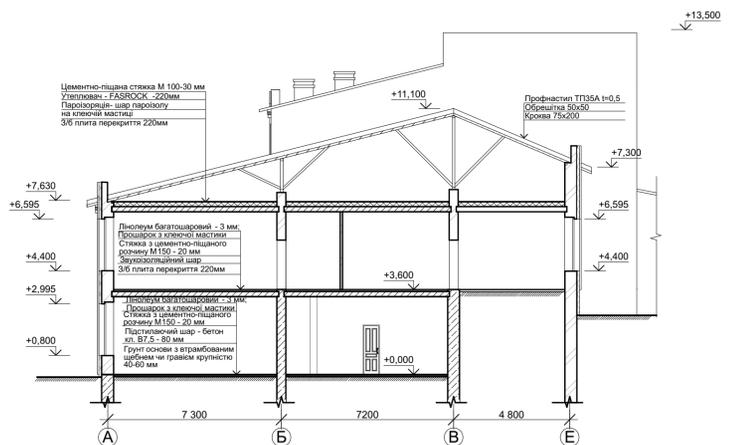 +13,500
Цементно-піщана стяжка М 100-30 мм
Утеплювач - FASROCK -220мм
Пароізоряція- шар пароізолу
на клеючій мастиці
З/б плита перекриття 220мм
+11,100
Профнастил ТП35А t=0,5
Обрешітка 50х50
Кроква 75х200
+7,300
+7,630
+6,595
+6,595
Лінолеум багатошаровий - 3 мм;
Прошарок з клеючої мастики
Стяжка з цементно-піщаного
розчину М150 - 20 мм
Звукоізоляційний шар
З/б плита перекриття 220мм
+4,400
+4,400
+3,600
+2,995
Лінолеум багатошаровий - 3 мм;
Прошарок з клеючої мастики
Стяжка з цементно-піщаного
розчину М150 - 20 мм
Підстилаючий шар - бетон
кл. В7,5 - 80 мм
Грунт основи з втрамбованим
щебнем чи гравієм крупністю
40-60 мм
+0,800
+0,000
7 300
7200
4 800
А
Б
В
Е